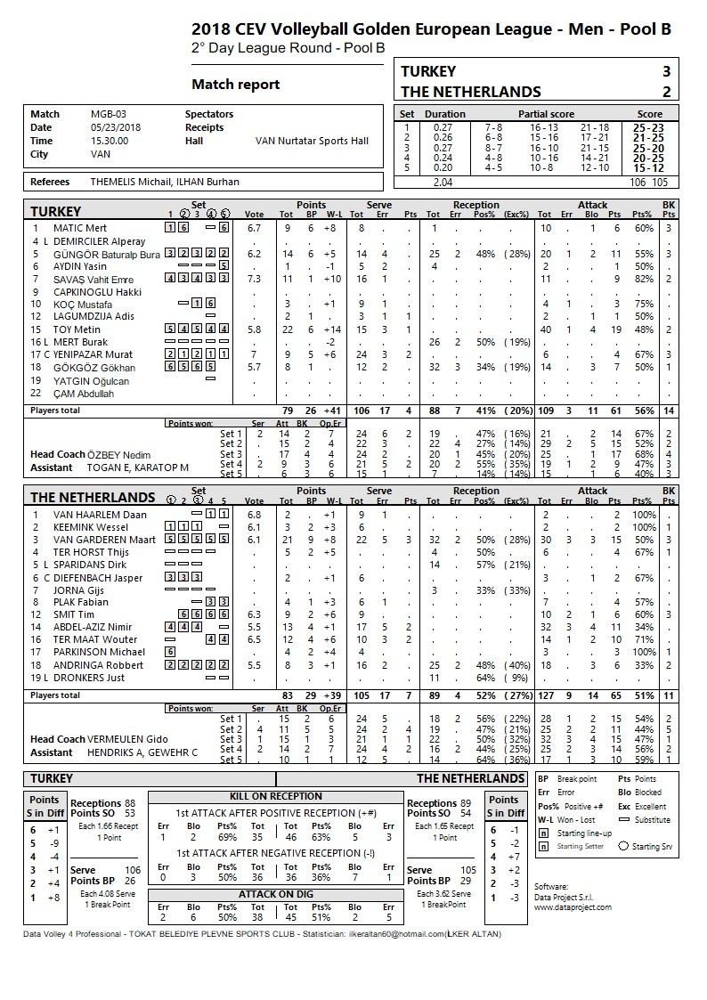 2018 CEV Volleyball Golden European League - Men - Pool B
2° Day League Round - Pool B
Match report
TURKEY 3
THE NETHERLANDS 2
Match MGB-03 Spectators
Date 05/23/2018 Receipts
Time 15.30.00 Hall VAN Nurtatar Sports Hall
City VAN
Referees THEMELIS Michail, ILHAN Burhan
Set Duration Partial score Score
1 0.27 7-8 16-13 21-18 25-23
2 0.26 6-8 15-16 17-21 21-25
3 0.27 8-7 16-10 21-15 25-20
4 0.24 4-8 10-16 14-21 20-25
5 0.20 4-5 10-8 12-10 15-12
2.04 106 105
TURKEY Set 1 2 3 4 5 Vote Points Tot BP W-L Serve Tot Err Pts Reception Tot Err Pos% (Exc%) Attack Tot Err Blo Pts Pts% BK Pts
1 MATIC Mert 1 6 6 6.7 9 6 +8 8 . . 1 . . . 10 . 1 6 60% 3
4 L DEMIRCILER Alperay . . . . . . . . . . . . . . . .
5 GÜNGÖR Baturalp Bura 3 2 3 2 2 6.2 14 6 +5 14 4 . 25 2 48% ( 28%) 20 1 2 11 55% 3
6 AYDIN Yasin 5 1 . -1 5 2 . 4 . . . 2 . . 1 50% .
7 SAVAŞ Vahit Emre 4 3 4 3 3 7.3 11 1 +10 16 1 . . . . . 11 . . 9 82% 2
9 CAPKINOGLU Hakki . . . . . . . . . . . . . . . .
10 KOÇ Mustafa 1 6 3 . +1 9 1 . . . . . 4 1 . 3 75% .
12 LAGUMDZIJA Adis 2 1 . 3 1 1 . . . . 2 . 1 1 50% .
15 TOY Metin 5 4 5 4 4 5.8 22 6 +14 15 3 1 . . . . 40 1 4 19 48% 2
16 L MERT Burak . . -2 . . . 26 2 50% ( 19%) . . . . . .
17 C YENIPAZAR Murat 2 1 2 1 1 7 9 5 +6 24 3 2 . . . . 6 . . 4 67% 3
18 GÖKGÖZ Gökhan 6 5 6 5 5.7 8 1 . 12 2 . 32 3 34% ( 19%) 14 . 3 7 50% 1
19 YATGIN Oğulcan . . . . . . . . . . . . . . . .
22 ÇAM Abdullah . . . . . . . . . . . . . . . .
Players total 79 26 +41 106 17 4 88 7 41% ( 20%) 109 3 11 61 56% 14
Points won: Ser Att BK Op.Er
Set 1 2 14 2 7 24 6 2 19 . 47% ( 16%) 21 . 2 14 67% 2
Set 2 . 15 2 4 22 3 . 22 4 27% ( 14%) 29 2 5 15 52% 2
Head Coach ÖZBEY Nedim Set 3 . 17 4 4 24 2 . 20 1 45% ( 20%) 25 . 1 17 68% 4
Assistant TOGAN E, KARATOP M Set 4 2 9 3 6 21 5 2 20 2 55% ( 35%) 19 1 2 9 47% 3
Set 5 . 6 3 6 15 1 . 7 . 14% ( 14%) 15 . 1 6 40% 3
THE NETHERLANDS Set 1 2 3 4 5 Vote Points Tot BP W-L Serve Tot Err Pts Reception Tot Err Pos% (Exc%) Attack Tot Err Blo Pts Pts% BK Pts
1 VAN HAARLEM Daan 1 1 6.8 2 . +1 9 1 . . . . . 2 . . 2 100% .
2 KEEMINK Wessel 1 1 1 6.1 3 2 +3 6 . . . . . . 2 . . 2 100% 1
3 VAN GARDEREN Maart 5 5 5 5 5 6.1 21 9 +8 22 5 3 32 2 50% ( 28%) 30 3 3 15 50% 3
4 TER HORST Thijs 5 2 +5 . . . 4 . 50% . 6 . . 4 67% 1
5 L SPARIDANS Dirk . . . . . . 14 . 57% ( 21%) . . . . . .
6 C DIEFENBACH Jasper 3 3 3 2 . +1 6 . . . . . . 3 . 1 2 67% .
7 JORNA Gijs . . . . . . 3 . 33% ( 33%) . . . . . .
8 PLAK Fabian 3 3 4 1 +3 6 1 . . . . . 7 . . 4 57% .
12 SMIT Tim 6 6 6 6 6.3 9 2 +6 9 . . . . . . 10 2 1 6 60% 3
14 ABDEL-AZIZ Nimir 4 4 4 5.5 13 4 +1 17 5 2 . . . . 32 3 4 11 34% .
16 TER MAAT Wouter 4 4 6.5 12 4 +6 10 3 2 . . . . 14 1 2 10 71% .
17 PARKINSON Michael 6 4 2 +4 4 . . . . . . 3 . . 3 100% 1
18 ANDRINGA Robbert 2 2 2 2 2 5.5 8 3 +1 16 2 . 25 2 48% ( 40%) 18 . 3 6 33% 2
19 L DRONKERS Just . . . . . . 11 . 64% ( 9%) . . . . . .
Players total 83 29 +39 105 17 7 89 4 52% ( 27%) 127 9 14 65 51% 11
Points won: Ser Att BK Op.Er
Set 1 . 15 2 6 24 5 . 18 2 56% ( 22%) 28 1 2 15 54% 2
Set 2 4 11 5 5 24 2 4 19 . 47% ( 21%) 25 2 2 11 44% 5
Head Coach VERMEULEN Gido Set 3 1 15 1 3 21 1 1 22 . 50% ( 32%) 32 3 4 15 47% 1
Assistant HENDRIKS A, GEWEHR C Set 4 2 14 2 7 24 4 2 16 2 44% ( 25%) 25 2 3 14 56% 2
Set 5 . 10 1 1 12 5 . 14 . 64% ( 36%) 17 1 3 10 59% 1
TURKEY THE NETHERLANDS
Points S in Diff
6 +1
5 -9
4 -4
3 +1
2 +4
1 +8
Receptions 88
Points SO 53
Each 1.66 Recept
1 Point
Serve 106
Points BP 26
Each 4.08 Serve
1 BreakPoint
KILL ON RECEPTION
1st ATTACK AFTER POSITIVE RECEPTION (+#)
Err Blo Pts% Tot Tot Pts% Blo Err
1 2 69% 35 46 63% 5 3
1st ATTACK AFTER NEGATIVE RECEPTION (-!)
Err Blo Pts% Tot Tot Pts% Blo Err
0 3 50% 36 36 36% 7 1
ATTACK ON DIG
Err Blo Pts% Tot Tot Pts% Blo Err
2 6 50% 38 45 51% 2 5
Receptions 89
Points SO 54
Each 1.65 Recept
1 Point
Serve 105
Points BP 29
Each 3.62 Serve
1 BreakPoint
Points S in Diff
6 -1
5 -2
4 +7
3 +2
2 -3
1 -3
BP Break point Pts Points
Err Error Blo Blocked
Pos% Positive +# Exc Excellent
W-L Won - Lost Substitute
n Starting line-up
n Starting Setter Starting Srv
Software:
Data Project S.r.l.
www.dataproject.com
Data Volley 4 Professional - TOKAT BELEDIYE PLEVNE SPORTS CLUB - Statistician: ilkeraltan60@hotmail.com(İLKER ALTAN)